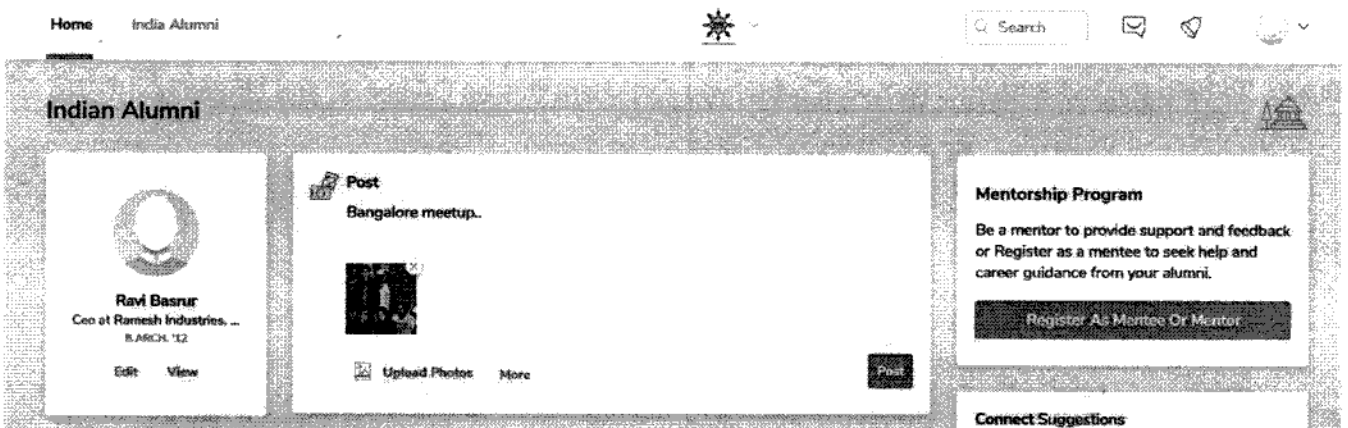 Home
India Alumni
Search
Indian Alumni
Ravi Basrur
Ceo at Ramesh Industries, ...
B.ARCH. '12
Edit View
Post
Bangalore meetup..
Upload Photos More
Post
Mentorship Program
Be a mentor to provide support and feedback
or Register as a mentee to seek help and
career guidance from your alumni.
Register As Mentee Or Mentor
Connect Suggestions